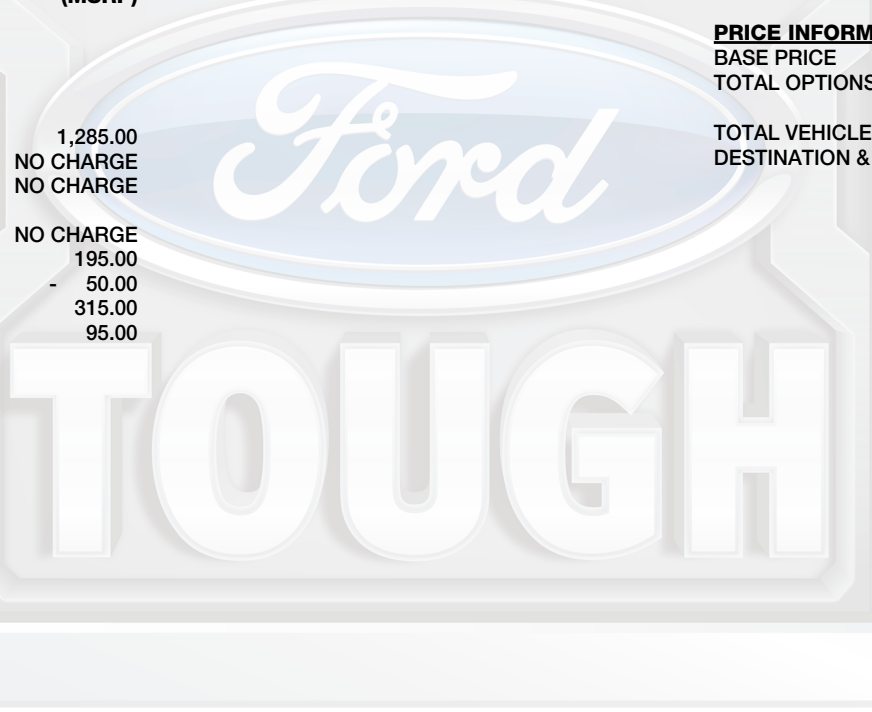 (MSRP)
1,285.00
NO CHARGE
NO CHARGE
NO CHARGE
195.00
- 50.00
315.00
95.00
PRICE INFORM
BASE PRICE
TOTAL OPTIONS
TOTAL VEHICLE
DESTINATION &
Ford
TOUGH